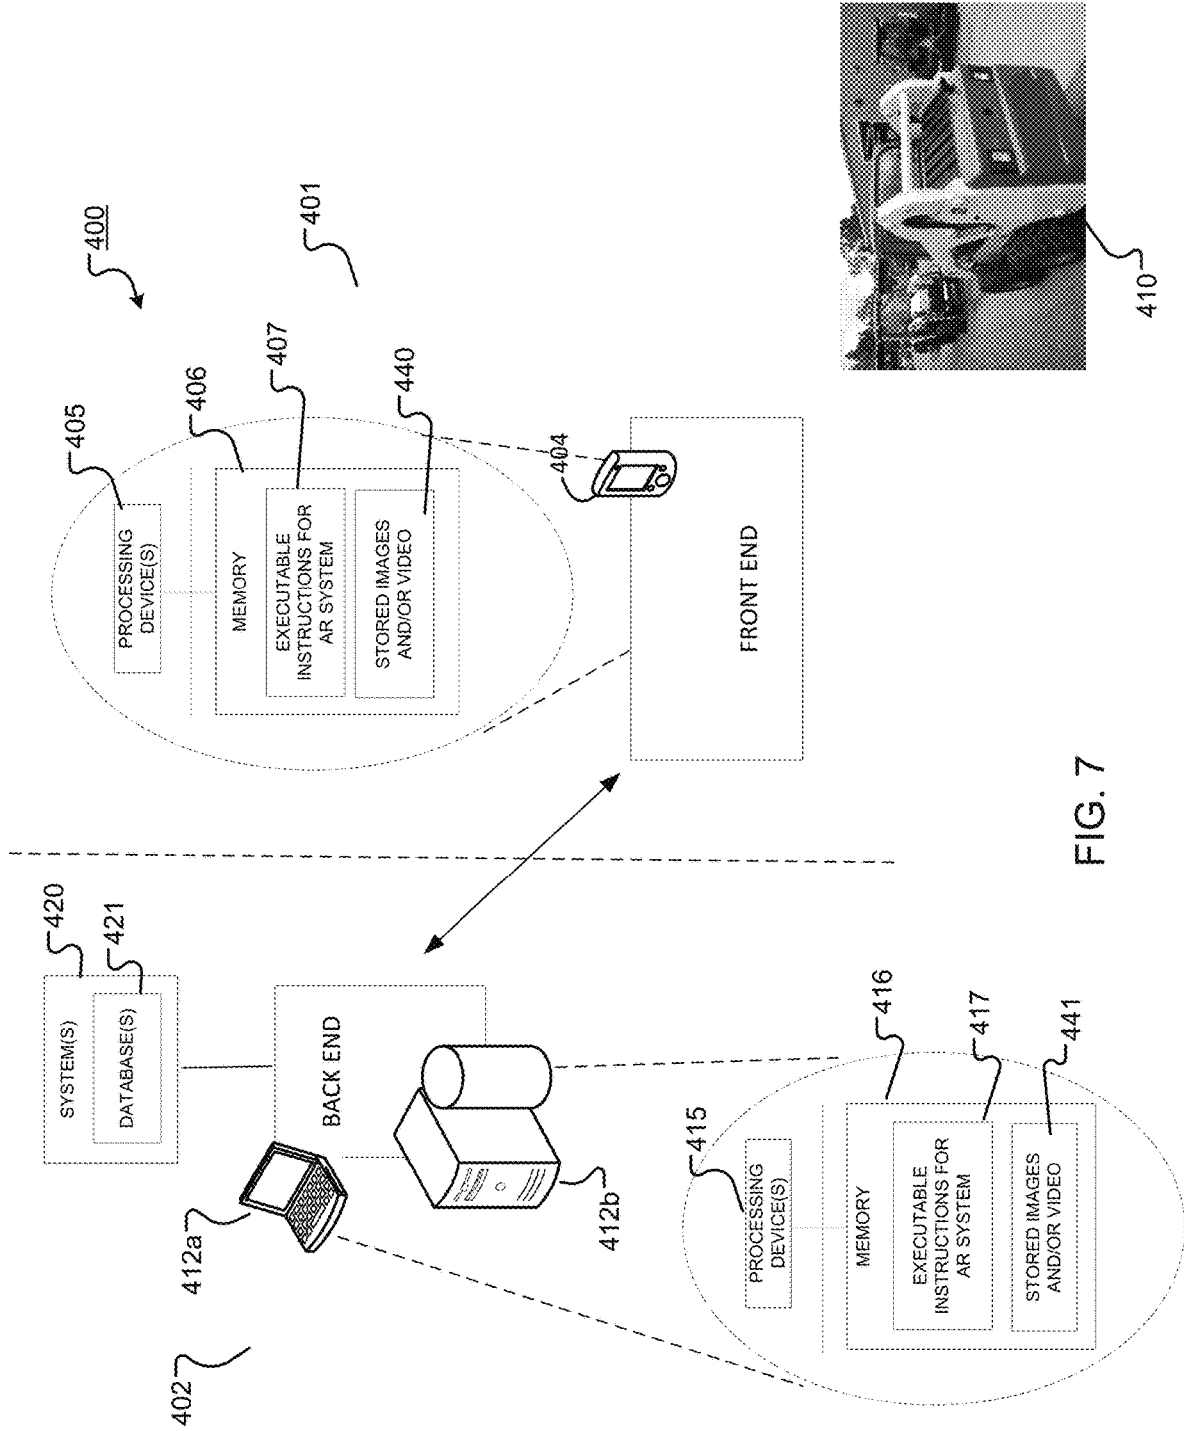 400
401
402
SYSTEM(S)
420
DATABASE(S)
421
BACK END
412a
412b
PROCESSING
DEVICE(S)
415
MEMORY
416
EXECUTABLE
INSTRUCTIONS FOR
AR SYSTEM
417
STORED IMAGES
AND/OR VIDEO
441
PROCESSING
DEVICE(S)
405
MEMORY
406
EXECUTABLE
INSTRUCTIONS FOR
AR SYSTEM
407
STORED IMAGES
AND/OR VIDEO
440
404
FRONT END
410
FIG. 7